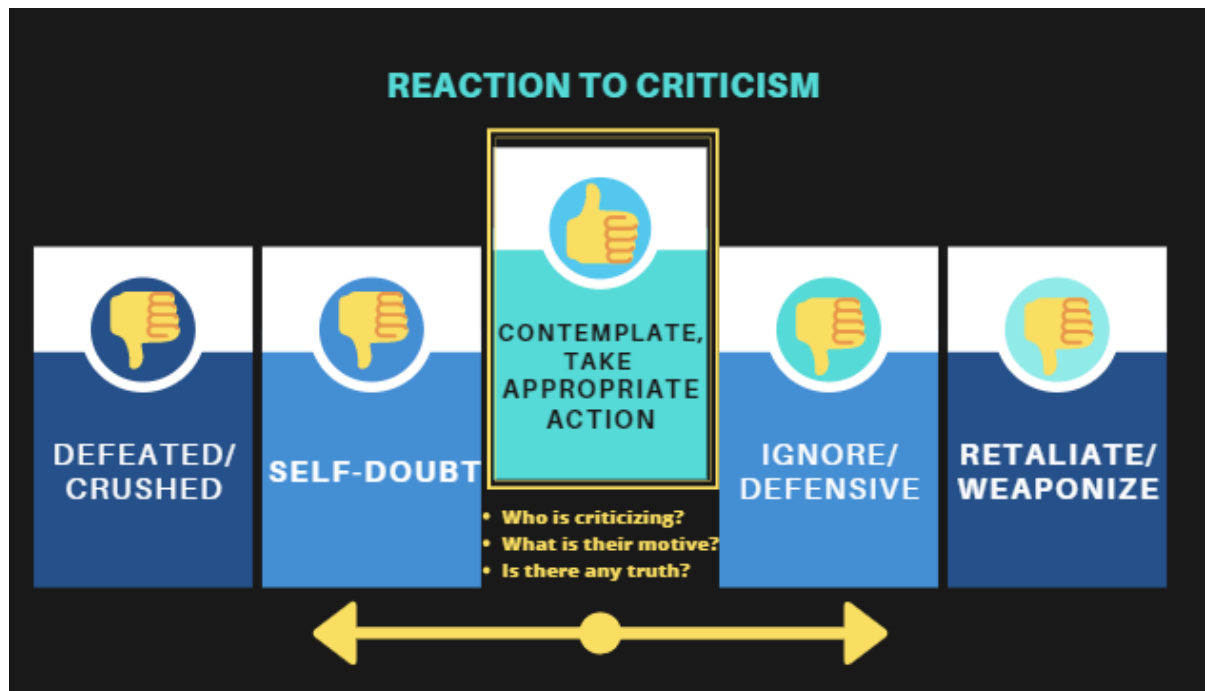 REACTION TO CRITICISM
DEFEATED/
CRUSHED
SELF-DOUBT
CONTEMPLATE,
TAKE
APPROPRIATE
ACTION
• Who is criticizing?
• What is their motive?
• Is there any truth?
IGNORE/
DEFENSIVE
RETALIATE/
WEAPONIZE